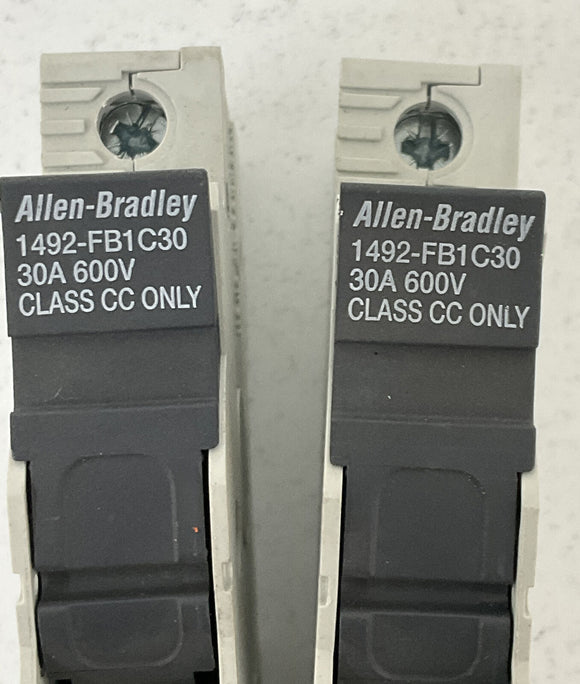 Allen-Bradley
1492-FB1C30
30A 600V
CLASS CC ONLY
Allen-Bradley
1492-FB1C30
30A 600V
CLASS CC ONLY